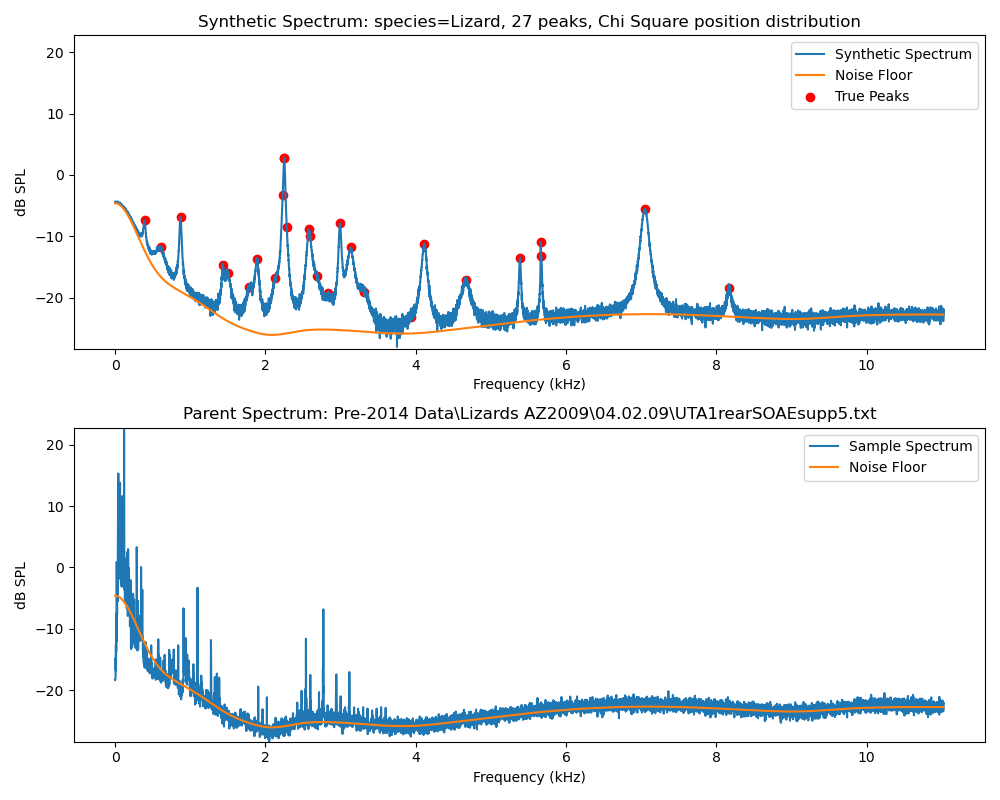 Synthetic Spectrum: species=Lizard, 27 peaks, Chi Square position distribution
20
10
0
−10
−20
dB SPL
Synthetic Spectrum
Noise Floor
True Peaks
0 2 4 6 8 10
Frequency (kHz)
Parent Spectrum: Pre-2014 Data\Lizards AZ2009\04.02.09\UTA1rearSOAEsupp5.txt
20
10
0
−10
−20
dB SPL
Sample Spectrum
Noise Floor
0 2 4 6 8 10
Frequency (kHz)